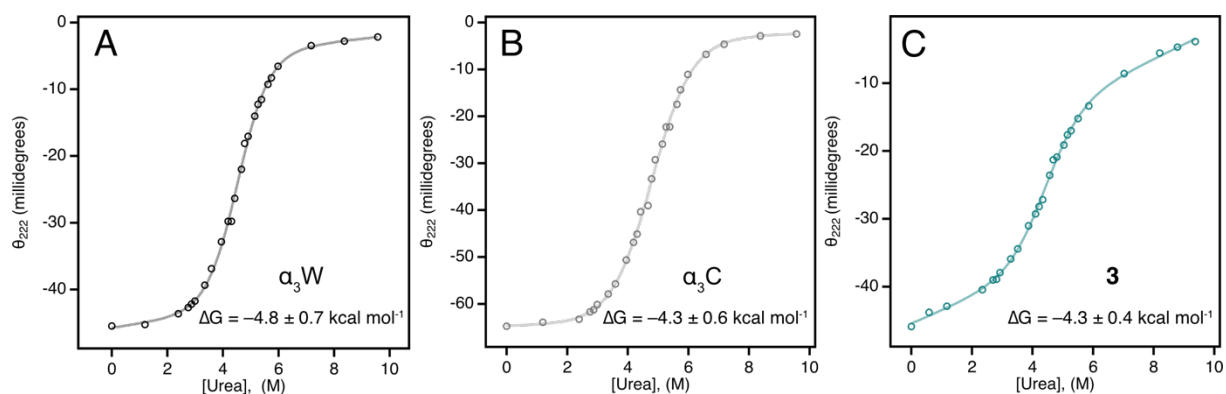 A
θ222 (millidegrees)
0
-10
-20
-30
-40
α3W
ΔG = –4.8 ± 0.7 kcal mol-1
0 2 4 6 8 10
[Urea], (M)
B
θ222 (millidegrees)
0
-10
-20
-30
-40
-50
-60
α3C
ΔG = –4.3 ± 0.6 kcal mol-1
0 2 4 6 8 10
[Urea], (M)
C
θ222 (millidegrees)
-10
-20
-30
-40
3
ΔG = –4.3 ± 0.4 kcal mol-1
0 2 4 6 8 10
[Urea], (M)